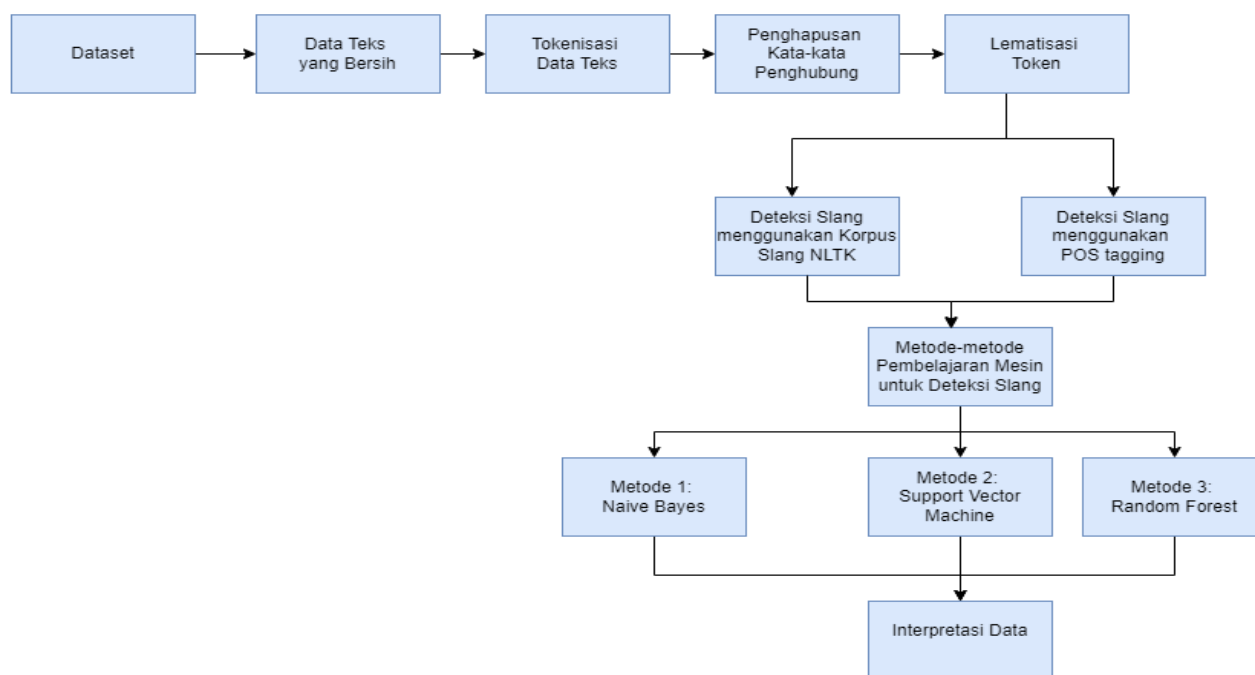 Dataset
Data Teks
yang Bersih
Tokenisasi
Data Teks
Penghapusan
Kata-kata
Penghubung
Lematisasi
Token
Deteksi Slang
menggunakan Korpus
Slang NLTK
Deteksi Slang
menggunakan
POS tagging
Metode-metode
Pembelajaran Mesin
untuk Deteksi Slang
Metode 1:
Naive Bayes
Metode 2:
Support Vector
Machine
Metode 3:
Random Forest
Interpretasi Data